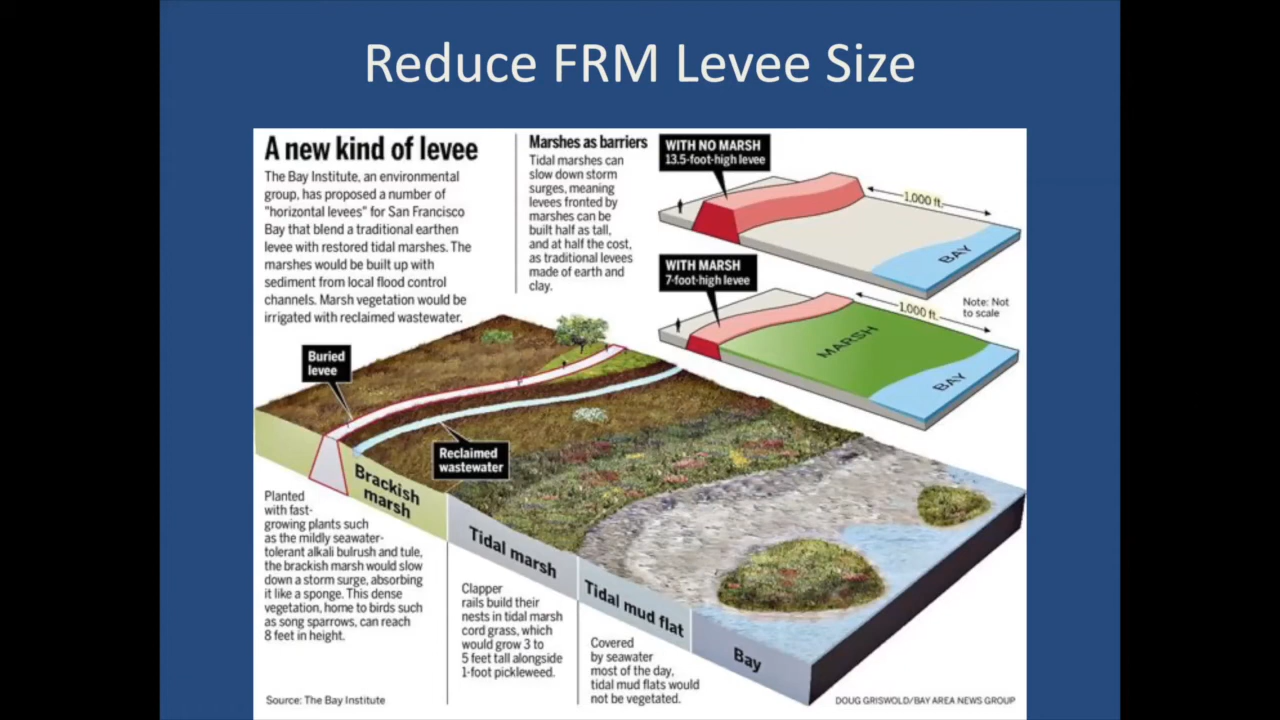 Reduce FRM Levee Size
A new kind of levee
The Bay Institute, an environmental
group, has proposed a number of
"horizontal levees" for San Francisco
Bay that blend a traditional earthen
levee with restored tidal marshes. The
marshes would be built up with
sediment from local flood control
channels. Marsh vegetation would be
irrigated with reclaimed wastewater.
Marshes as barriers
Tidal marshes can
slow down storm
surges, meaning
levees fronted by
marshes can be
built half as tall,
and at half the cost,
as traditional levees
made of earth and
clay.
WITH NO MARSH
13.5-foot-high levee
1,000 ft.
BAY
WITH MARSH
7-foot-high levee
1,000 ft.
Note: Not
to scale
MARSH
BAY
Buried
levee
Reclaimed
wastewater
Brackish
marsh
Tidal marsh
Tidal mud flat
Bay
Planted
with fast-
growing plants such
as the mildly seawater-
tolerant alkali bulrush and tule,
the brackish marsh would slow
down a storm surge, absorbing
it like a sponge. This dense
vegetation, home to birds such
as song sparrows, can reach
8 feet in height.
Clapper
rails build their
nests in tidal marsh
cord grass, which
would grow 3 to
5 feet tall alongside
1-foot pickleweed.
Covered
by seawater
most of the day,
tidal mud flats would
not be vegetated.
Source: The Bay Institute
DOUG GRISWOLD/BAY AREA NEWS GROUP